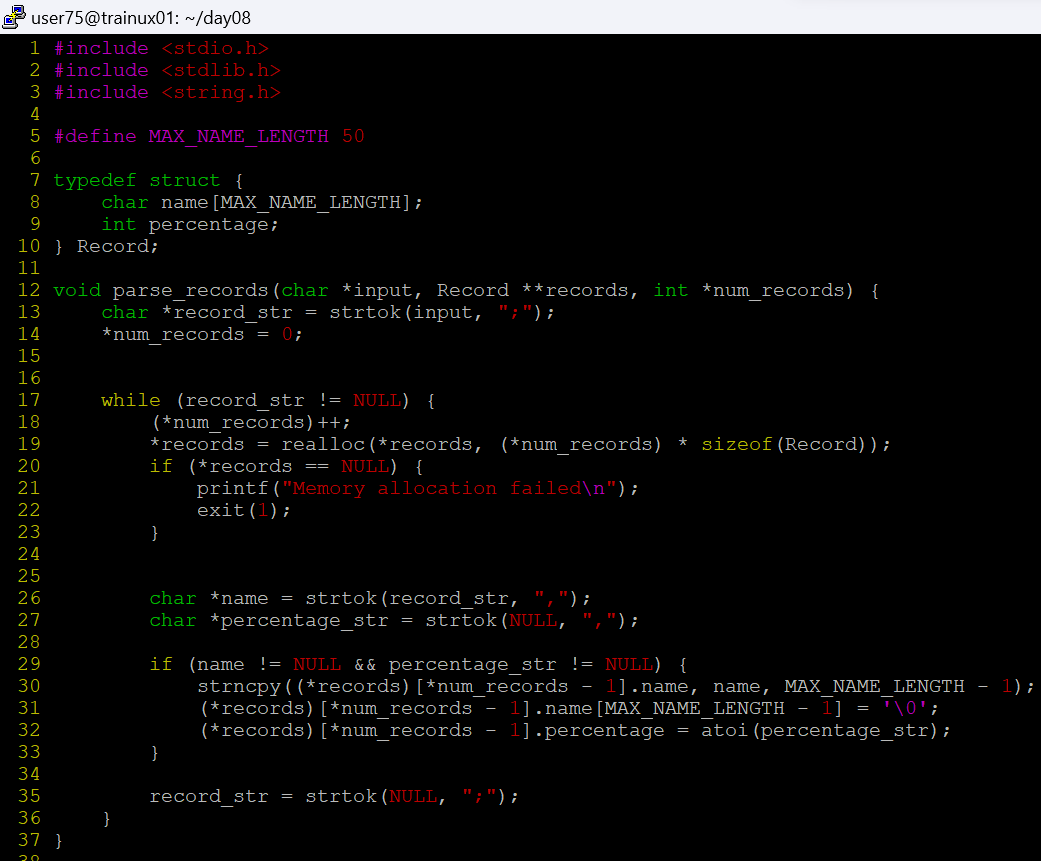 user75@trainux01: ~/day08
1 #include <stdio.h>
2 #include <stdlib.h>
3 #include <string.h>
4
5 #define MAX_NAME_LENGTH 50
6
7 typedef struct {
8     char name[MAX_NAME_LENGTH];
9     int percentage;
10 } Record;
11
12 void parse_records(char *input, Record **records, int *num_records) {
13     char *record_str = strtok(input, ";");
14     *num_records = 0;
15
16
17     while (record_str != NULL) {
18         (*num_records)++;
19         *records = realloc(*records, (*num_records) * sizeof(Record));
20         if (*records == NULL) {
21             printf("Memory allocation failed\n");
22             exit(1);
23         }
24
25
26         char *name = strtok(record_str, ",");
27         char *percentage_str = strtok(NULL, ",");
28
29         if (name != NULL && percentage_str != NULL) {
30             strncpy((*records)[*num_records - 1].name, name, MAX_NAME_LENGTH - 1);
31             (*records)[*num_records - 1].name[MAX_NAME_LENGTH - 1] = '\0';
32             (*records)[*num_records - 1].percentage = atoi(percentage_str);
33         }
34
35         record_str = strtok(NULL, ";");
36     }
37 }
38